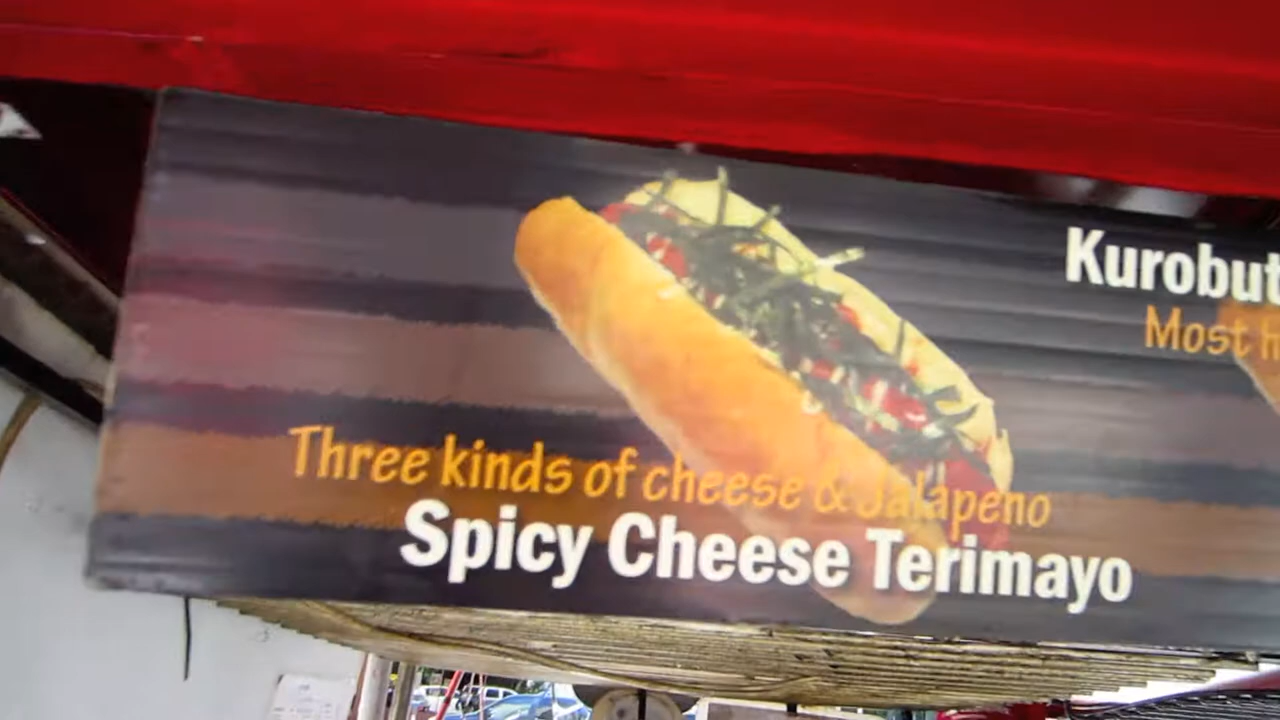 Three kinds of cheese & Jalapeno
Spicy Cheese Terimayo
Kurobut
Most